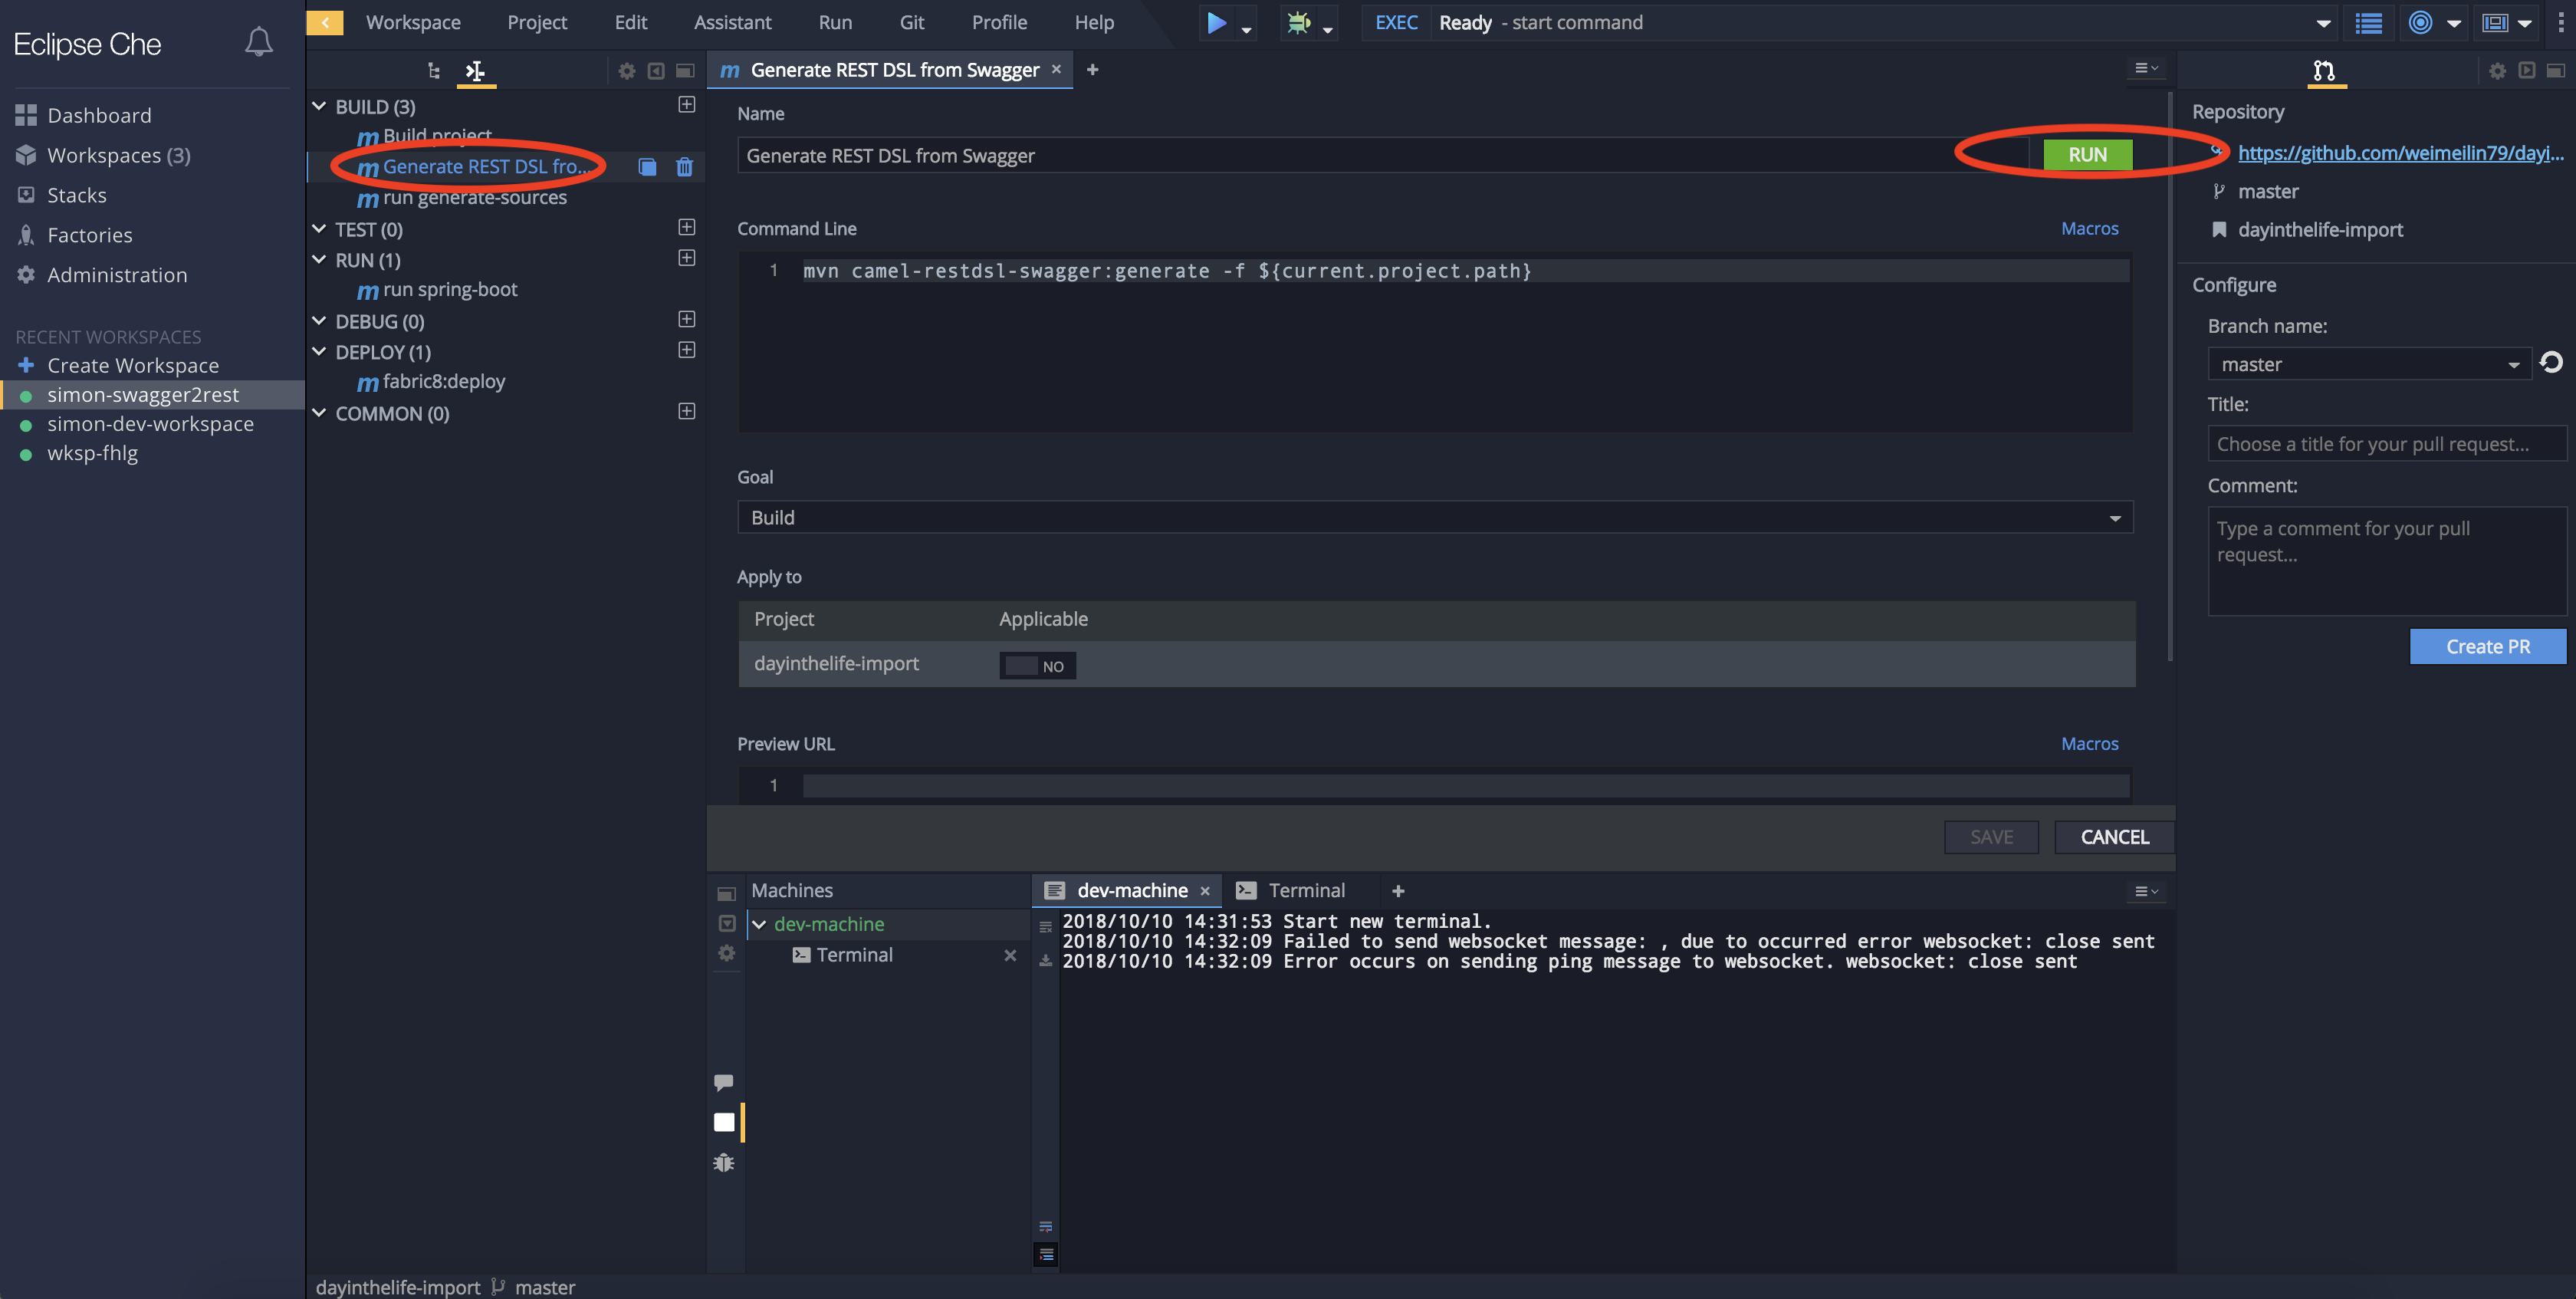 Eclipse Che
Dashboard
Workspaces (3)
Stacks
Factories
Administration
RECENT WORKSPACES
Create Workspace
simon-swagger2rest
simon-dev-workspace
wksp-fhlg
Workspace Project Edit Assistant Run Git Profile Help
EXEC Ready - start command
BUILD (3)
m Build project
m Generate REST DSL fro...
m run generate-sources
TEST (0)
RUN (1)
m run spring-boot
DEBUG (0)
DEPLOY (1)
m fabric8:deploy
COMMON (0)
m Generate REST DSL from Swagger × +
Name
Generate REST DSL from Swagger
RUN
Command Line Macros
1 mvn camel-restdsl-swagger:generate -f ${current.project.path}
Goal
Build
Apply to
Project Applicable
dayinthelife-import NO
Preview URL Macros
1
SAVE CANCEL
Repository
https://github.com/weimeilin79/dayi...
master
dayinthelife-import
Configure
Branch name:
master
Title:
Choose a title for your pull request...
Comment:
Type a comment for your pull
request...
Create PR
Machines
dev-machine
Terminal
dev-machine × Terminal +
2018/10/10 14:31:53 Start new terminal.
2018/10/10 14:32:09 Failed to send websocket message: , due to occurred error websocket: close sent
2018/10/10 14:32:09 Error occurs on sending ping message to websocket. websocket: close sent
dayinthelife-import master